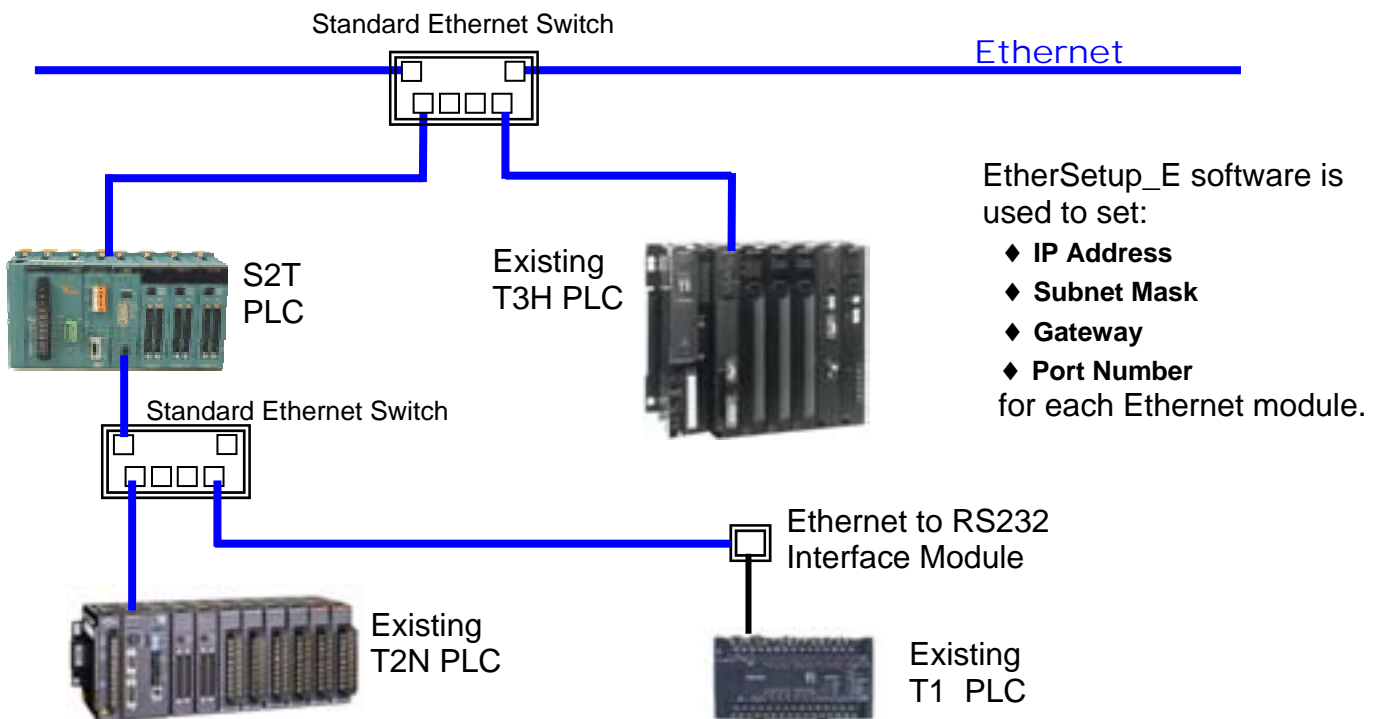 Standard Ethernet Switch
Ethernet
EtherSetup_E software is
used to set:
♦ IP Address
♦ Subnet Mask
♦ Gateway
♦ Port Number
for each Ethernet module.
S2T
PLC
Existing
T3H PLC
Standard Ethernet Switch
Ethernet to RS232
Interface Module
Existing
T2N PLC
Existing
T1 PLC